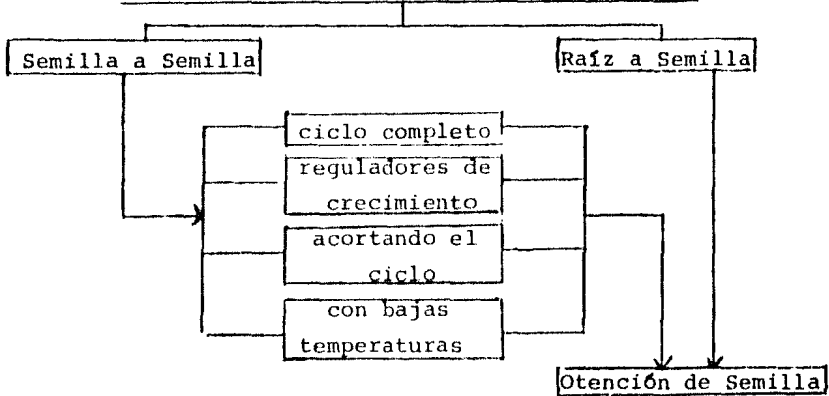 Semilla a Semilla
Raíz a Semilla
ciclo completo
reguladores de
crecimiento
acortando el
ciclo
con bajas
temperaturas
Otención de Semilla